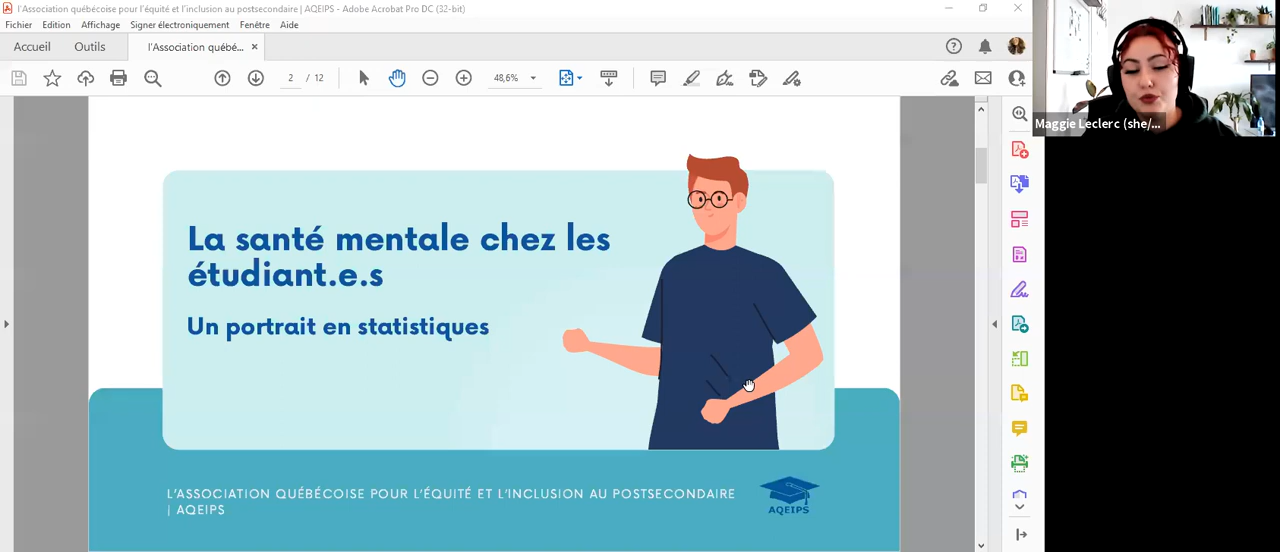 l'Association québécoise pour l'équité et l'inclusion au postsecondaire | AQEIPS - Adobe Acrobat Pro DC (32-bit)
Fichier Edition Affichage Signer électroniquement Fenêtre Aide
Accueil Outils l'Association québé... ×
2 / 12 48,6%
Maggie Leclerc (she/...
La santé mentale chez les
étudiant.e.s
Un portrait en statistiques
L'ASSOCIATION QUÉBÉCOISE POUR L'ÉQUITÉ ET L'INCLUSION AU POSTSECONDAIRE
| AQEIPS
AQEIPS